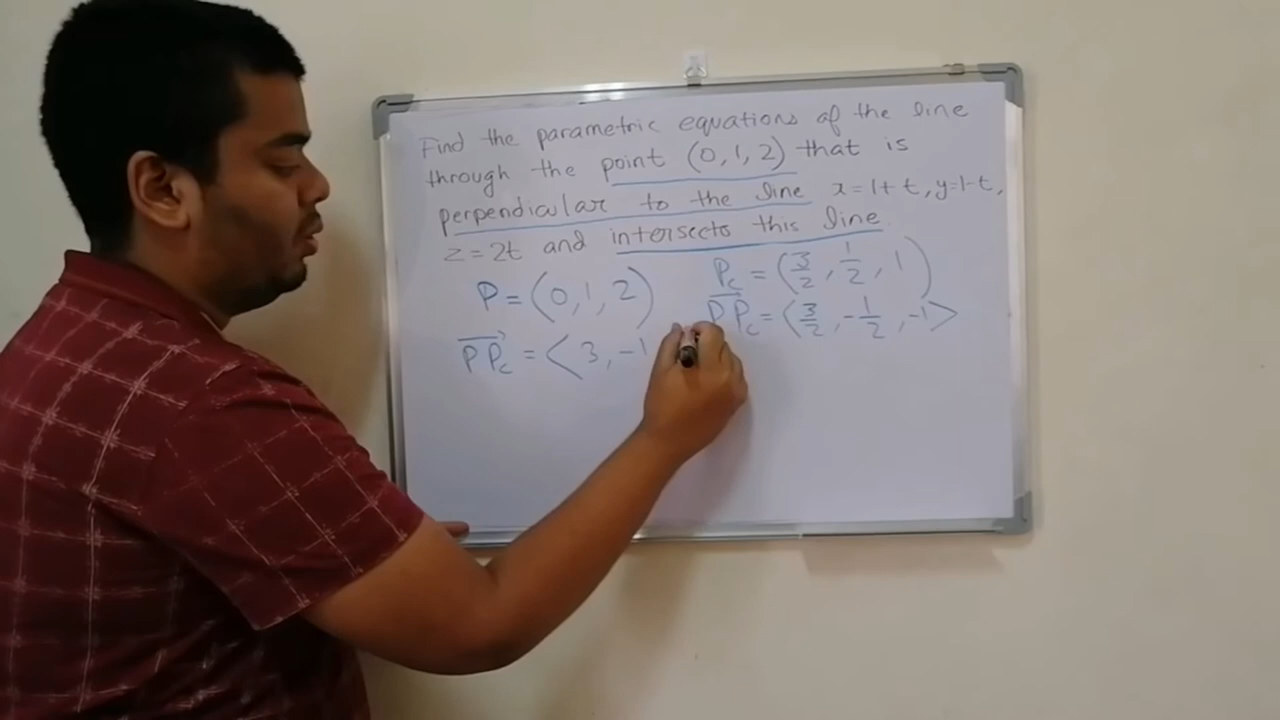 Find the parametric equations of the line
through the point (0,1,2) that is
perpendicular to the line x=1+t, y=1-t,
z=2t and intersects this line.
P=(0,1,2)
P_c = (3/2, 1/2, 1)
→PP_c = <3/2, -1/2, -1>
→PP_c = <3, -1